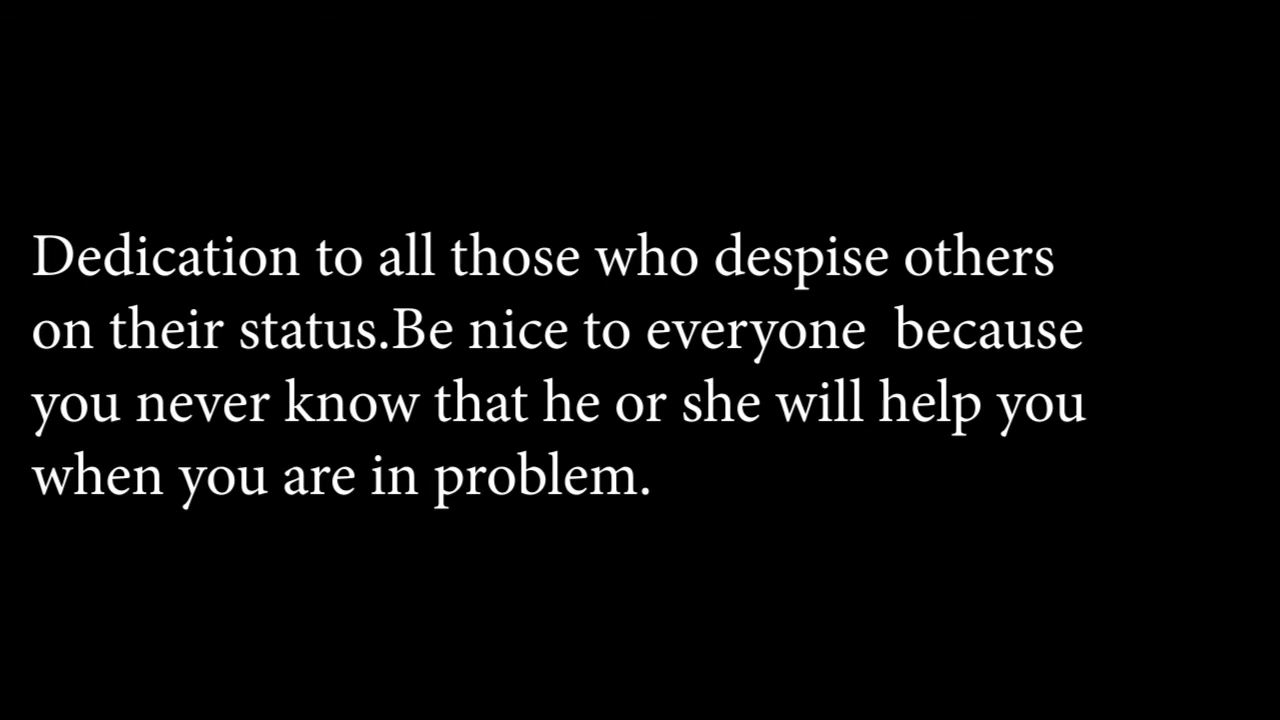 Dedication to all those who despise others
on their status.Be nice to everyone  because
you never know that he or she will help you
when you are in problem.